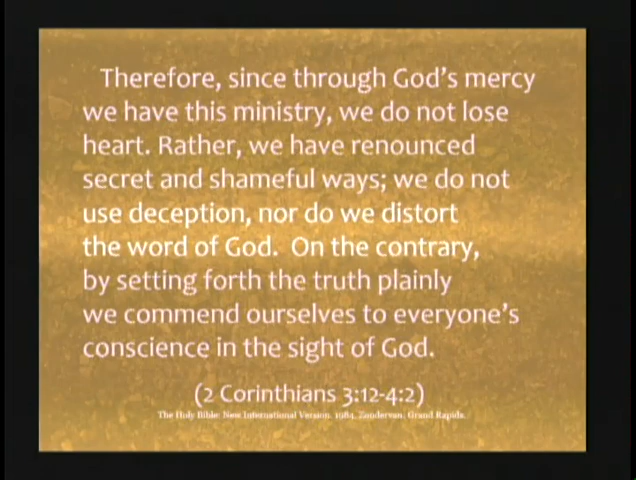 Therefore, since through God's mercy
we have this ministry, we do not lose
heart. Rather, we have renounced
secret and shameful ways; we do not
use deception, nor do we distort
the word of God.  On the contrary,
by setting forth the truth plainly
we commend ourselves to everyone's
conscience in the sight of God.
(2 Corinthians 3:12-4:2)
The Holy Bible: New International Version. 1984. Zondervan: Grand Rapids.